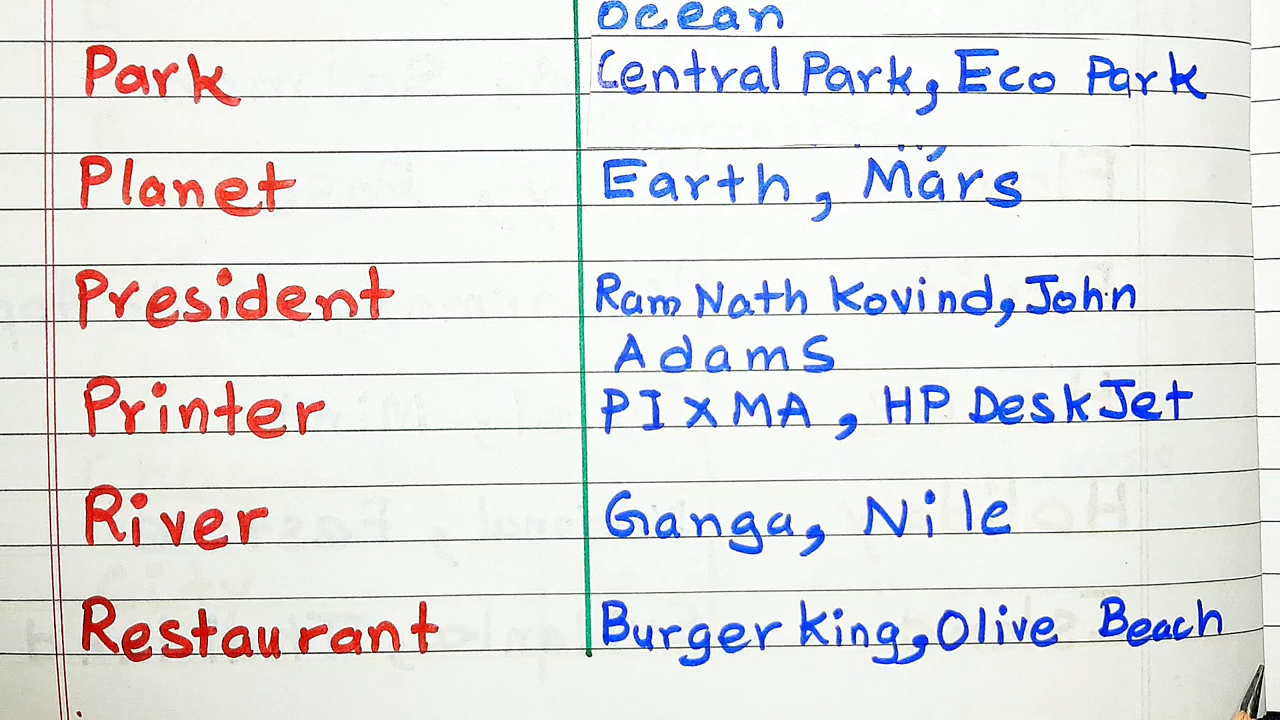 Ocean
Park Central Park, Eco Park
Planet Earth, Mars
President Ram Nath Kovind, John
Adams
Printer PIXMA, HP DeskJet
River Ganga, Nile
Restaurant Burger king, Olive Beach